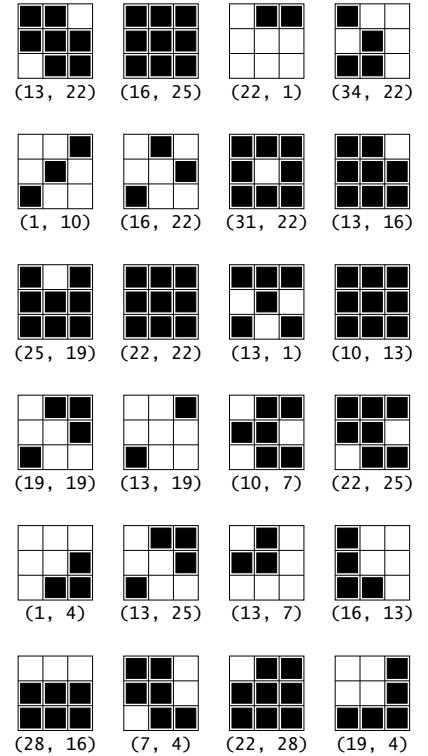 (13, 22) (16, 25) (22, 1) (34, 22)
(1, 10) (16, 22) (31, 22) (13, 16)
(25, 19) (22, 22) (13, 1) (10, 13)
(19, 19) (13, 19) (10, 7) (22, 25)
(1, 4) (13, 25) (13, 7) (16, 13)
(28, 16) (7, 4) (22, 28) (19, 4)